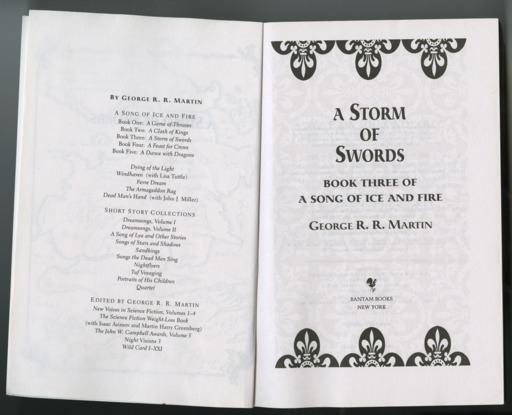 BY GEORGE R. R. MARTIN
A SONG OF ICE AND FIRE
Book One: A Game of Thrones
Book Two: A Clash of Kings
Book Three: A Storm of Swords
Book Four: A Feast for Crows
Book Five: A Dance with Dragons
Dying of the Light
Windhaven (with Lisa Tuttle)
Fevre Dream
The Armageddon Rag
Dead Man's Hand (with John J. Miller)
SHORT STORY COLLECTIONS
Dreamsongs, Volume I
Dreamsongs, Volume II
A Song of Lya and Other Stories
Songs of Stars and Shadows
Sandkings
Songs the Dead Men Sing
Nightflyers
Tuf Voyaging
Portraits of His Children
Quartet
EDITED BY GEORGE R. R. MARTIN
New Voices in Science Fiction, Volumes 1-4
The Science Fiction Weight-Loss Book
(with Isaac Asimov and Martin Harry Greenberg)
The John W. Campbell Awards, Volume 5
Night Visions 3
Wild Card I-XXI
A STORM
OF
SWORDS
BOOK THREE OF
A SONG OF ICE AND FIRE
GEORGE R. R. MARTIN
BANTAM BOOKS
NEW YORK